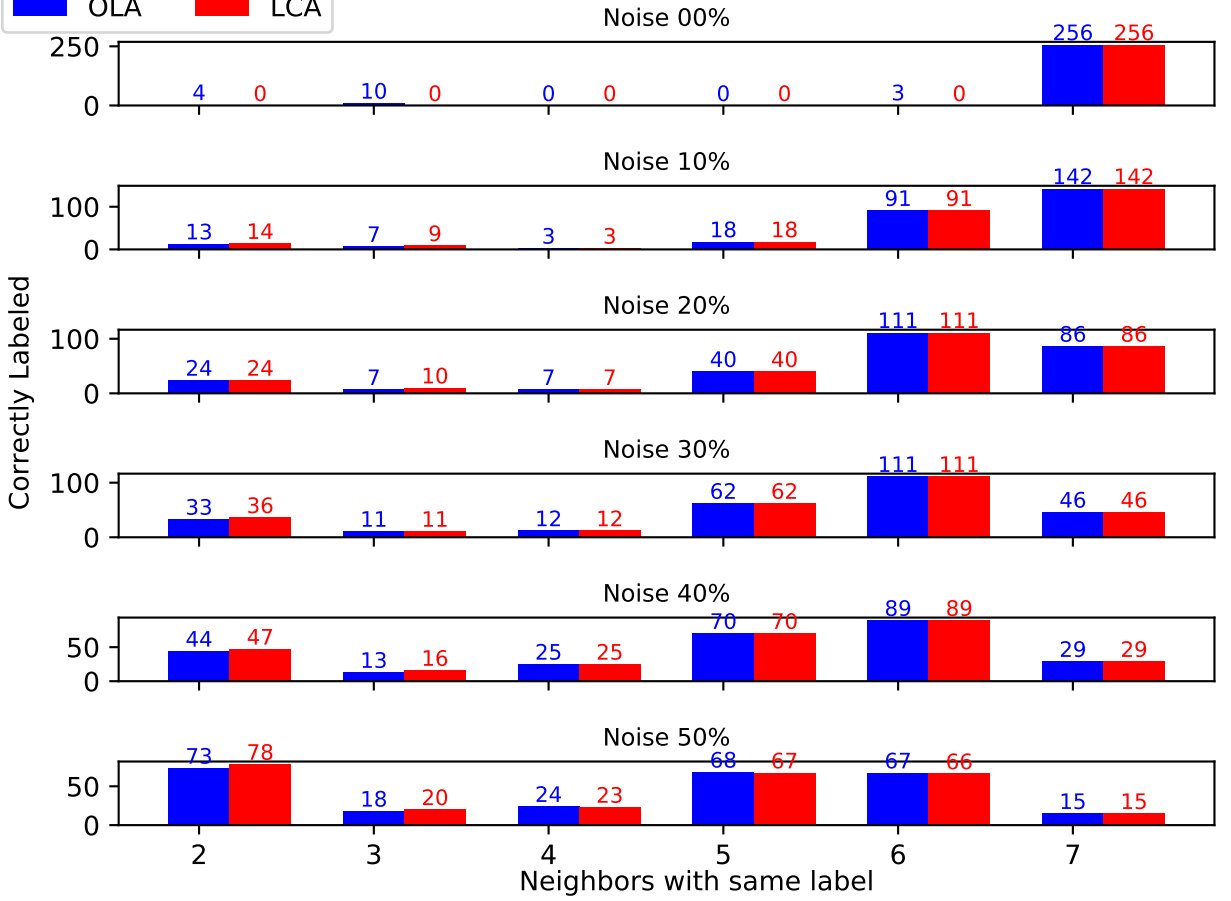 OLA LCA
Noise 00%
250
0
4 0 10 0 0 0 0 0 3 0 256 256
Noise 10%
100
0
13 14 7 9 3 3 18 18 91 91 142 142
Noise 20%
100
0
24 24 7 10 7 7 40 40 111 111 86 86
Noise 30%
100
0
33 36 11 11 12 12 62 62 111 111 46 46
Noise 40%
50
0
44 47 13 16 25 25 70 70 89 89 29 29
Noise 50%
50
0
73 78 18 20 24 23 68 67 67 66 15 15
2 3 4 5 6 7
Neighbors with same label
Correctly Labeled